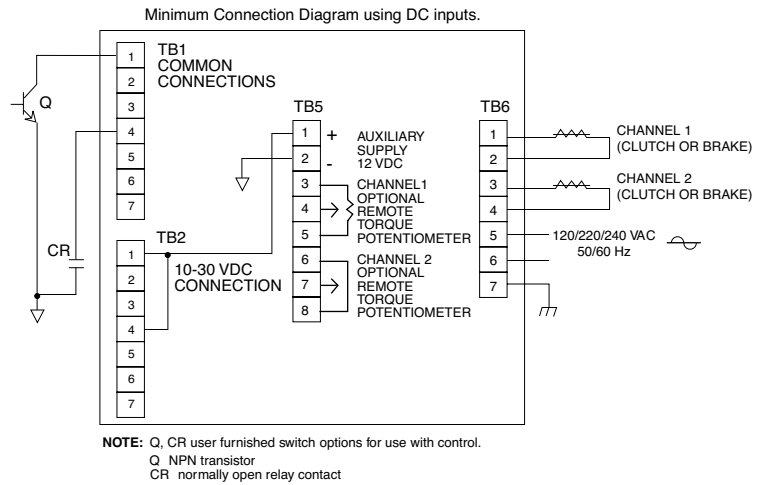 Minimum Connection Diagram using DC inputs.
TB1
COMMON
CONNECTIONS
1
2
3
4
5
6
7
Q
CR
TB2
1
2
3
4
5
6
7
10-30 VDC
CONNECTION
TB5
1
2
3
4
5
6
7
8
+
-
AUXILIARY
SUPPLY
12 VDC
CHANNEL1
OPTIONAL
REMOTE
TORQUE
POTENTIOMETER
CHANNEL 2
OPTIONAL
REMOTE
TORQUE
POTENTIOMETER
TB6
1
2
3
4
5
6
7
CHANNEL 1
(CLUTCH OR BRAKE)
CHANNEL 2
(CLUTCH OR BRAKE)
120/220/240 VAC
50/60 Hz
NOTE: Q, CR user furnished switch options for use with control.
Q NPN transistor
CR normally open relay contact